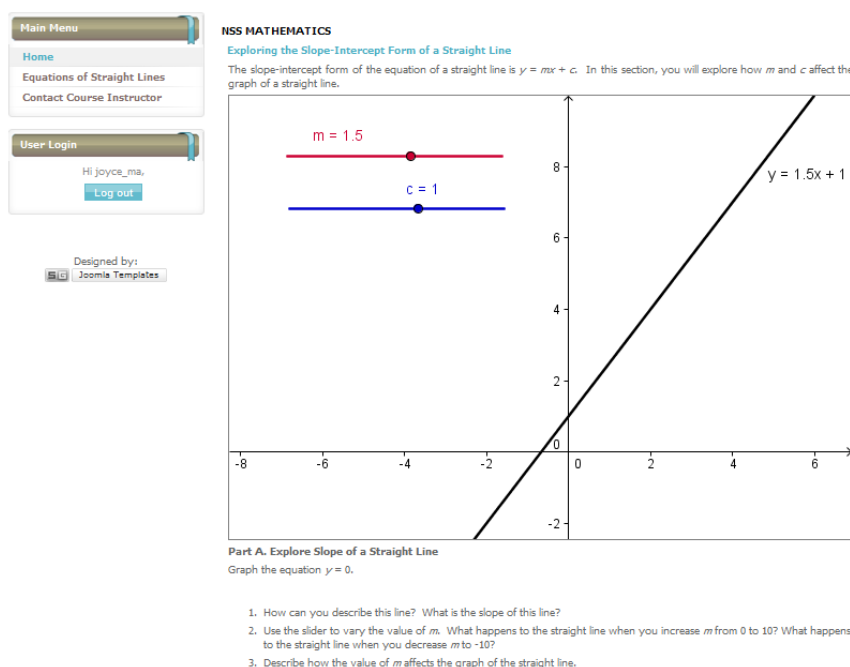 Main Menu
Home
Equations of Straight Lines
Contact Course Instructor
User Login
Hi joyce_ma,
Log out
Designed by:
SG Joomla Templates
NSS MATHEMATICS
Exploring the Slope-Intercept Form of a Straight Line
The slope-intercept form of the equation of a straight line is y = mx + c. In this section, you will explore how m and c affect the
graph of a straight line.
m = 1.5
c = 1
y = 1.5x + 1
8
6
4
2
0
-2
-8 -6 -4 -2 0 2 4 6
Part A. Explore Slope of a Straight Line
Graph the equation y = 0.
1. How can you describe this line? What is the slope of this line?
2. Use the slider to vary the value of m. What happens to the straight line when you increase m from 0 to 10? What happens
to the straight line when you decrease m to -10?
3. Describe how the value of m affects the graph of the straight line.